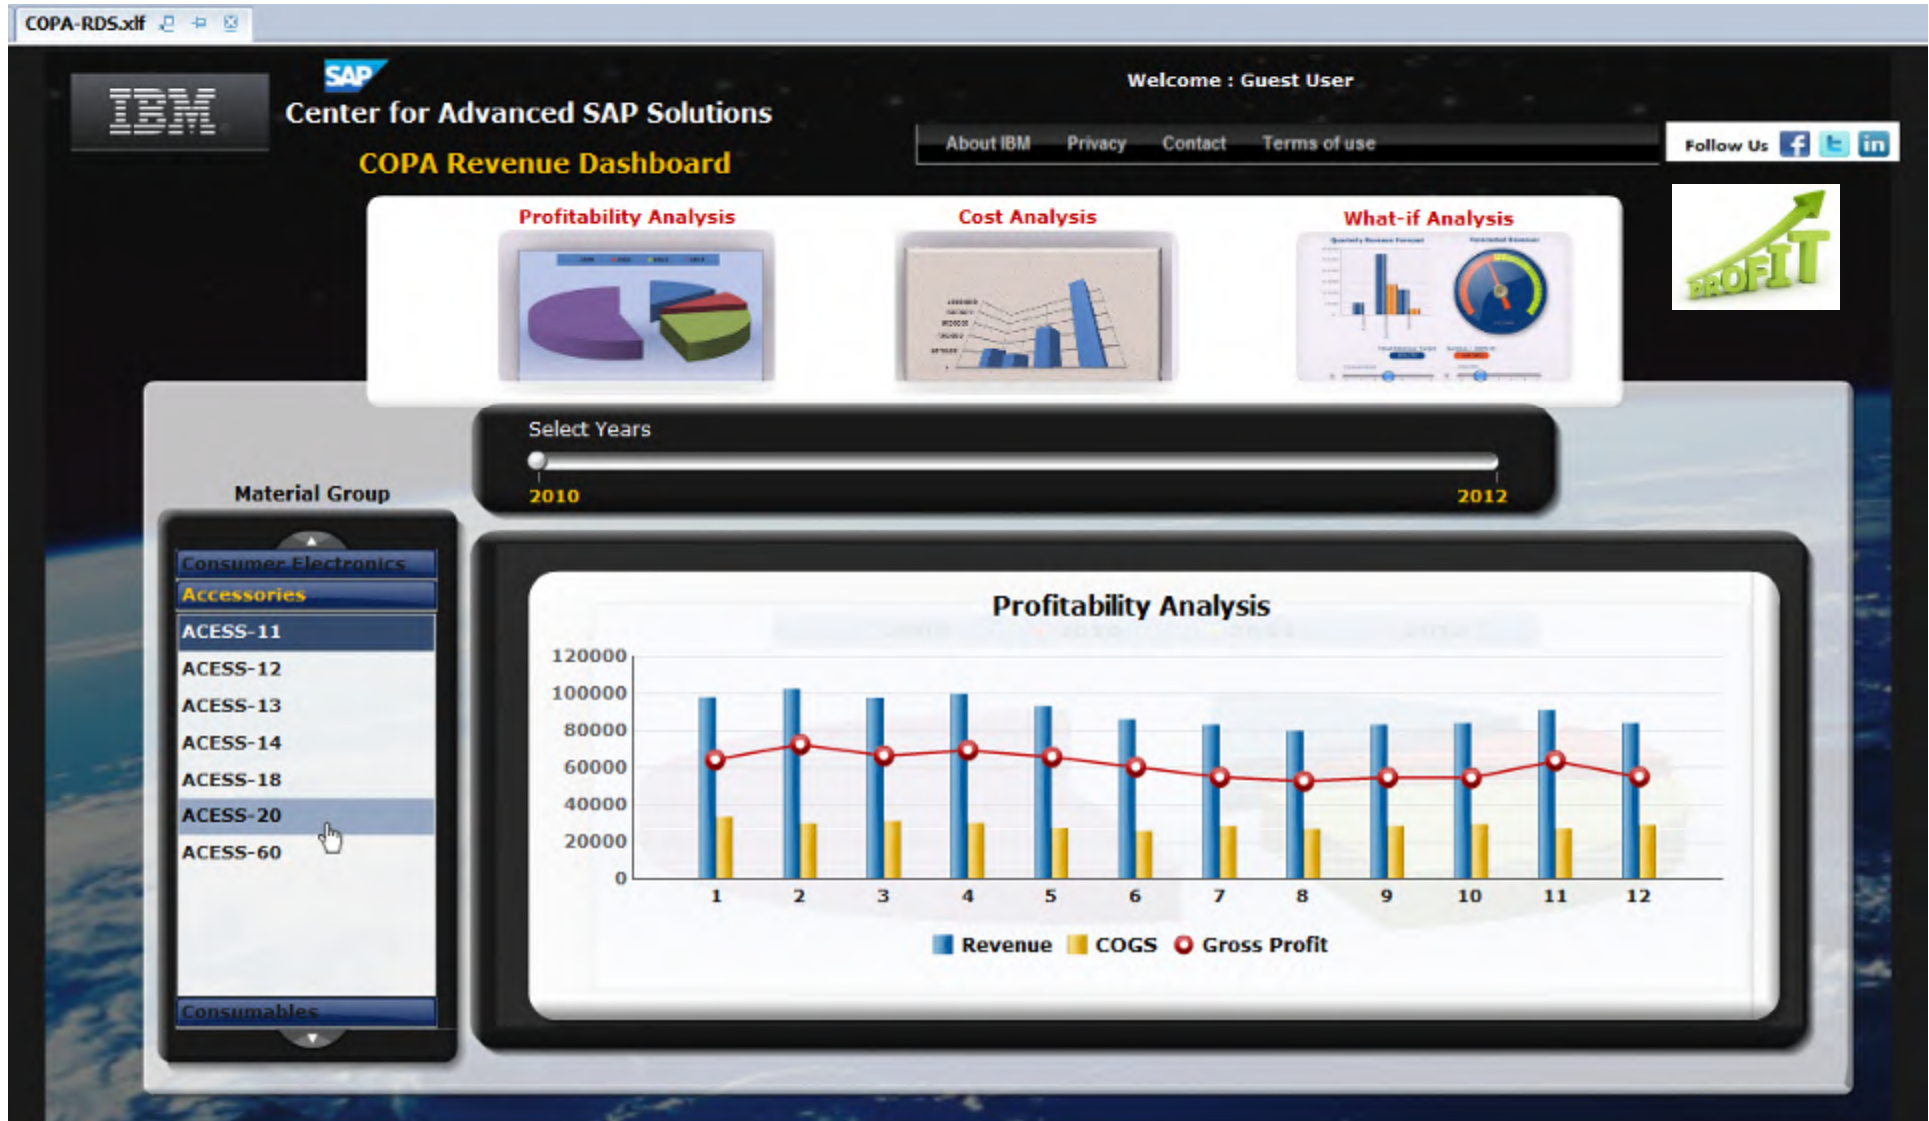 COPA-RDS.xlf
IBM
SAP
Center for Advanced SAP Solutions
COPA Revenue Dashboard
Welcome : Guest User
About IBM Privacy Contact Terms of use
Follow Us
Profitability Analysis Cost Analysis What-if Analysis
Quarterly Revenue Forecast
PROFIT
Select Years
2010 2012
Material Group
Consumer Electronics
Accessories
ACESS-11
ACESS-12
ACESS-13
ACESS-14
ACESS-18
ACESS-20
ACESS-60
Consumables
Profitability Analysis
120000
100000
80000
60000
40000
20000
0
1 2 3 4 5 6 7 8 9 10 11 12
Revenue COGS Gross Profit